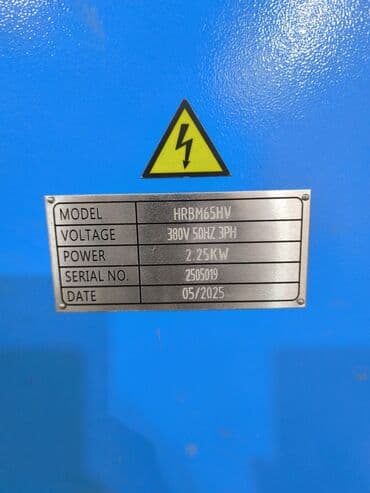 MODEL HRBM65HV
VOLTAGE 380V 50HZ 3PH
POWER 2.25KW
SERIAL NO. 2505019
DATE 05/2025